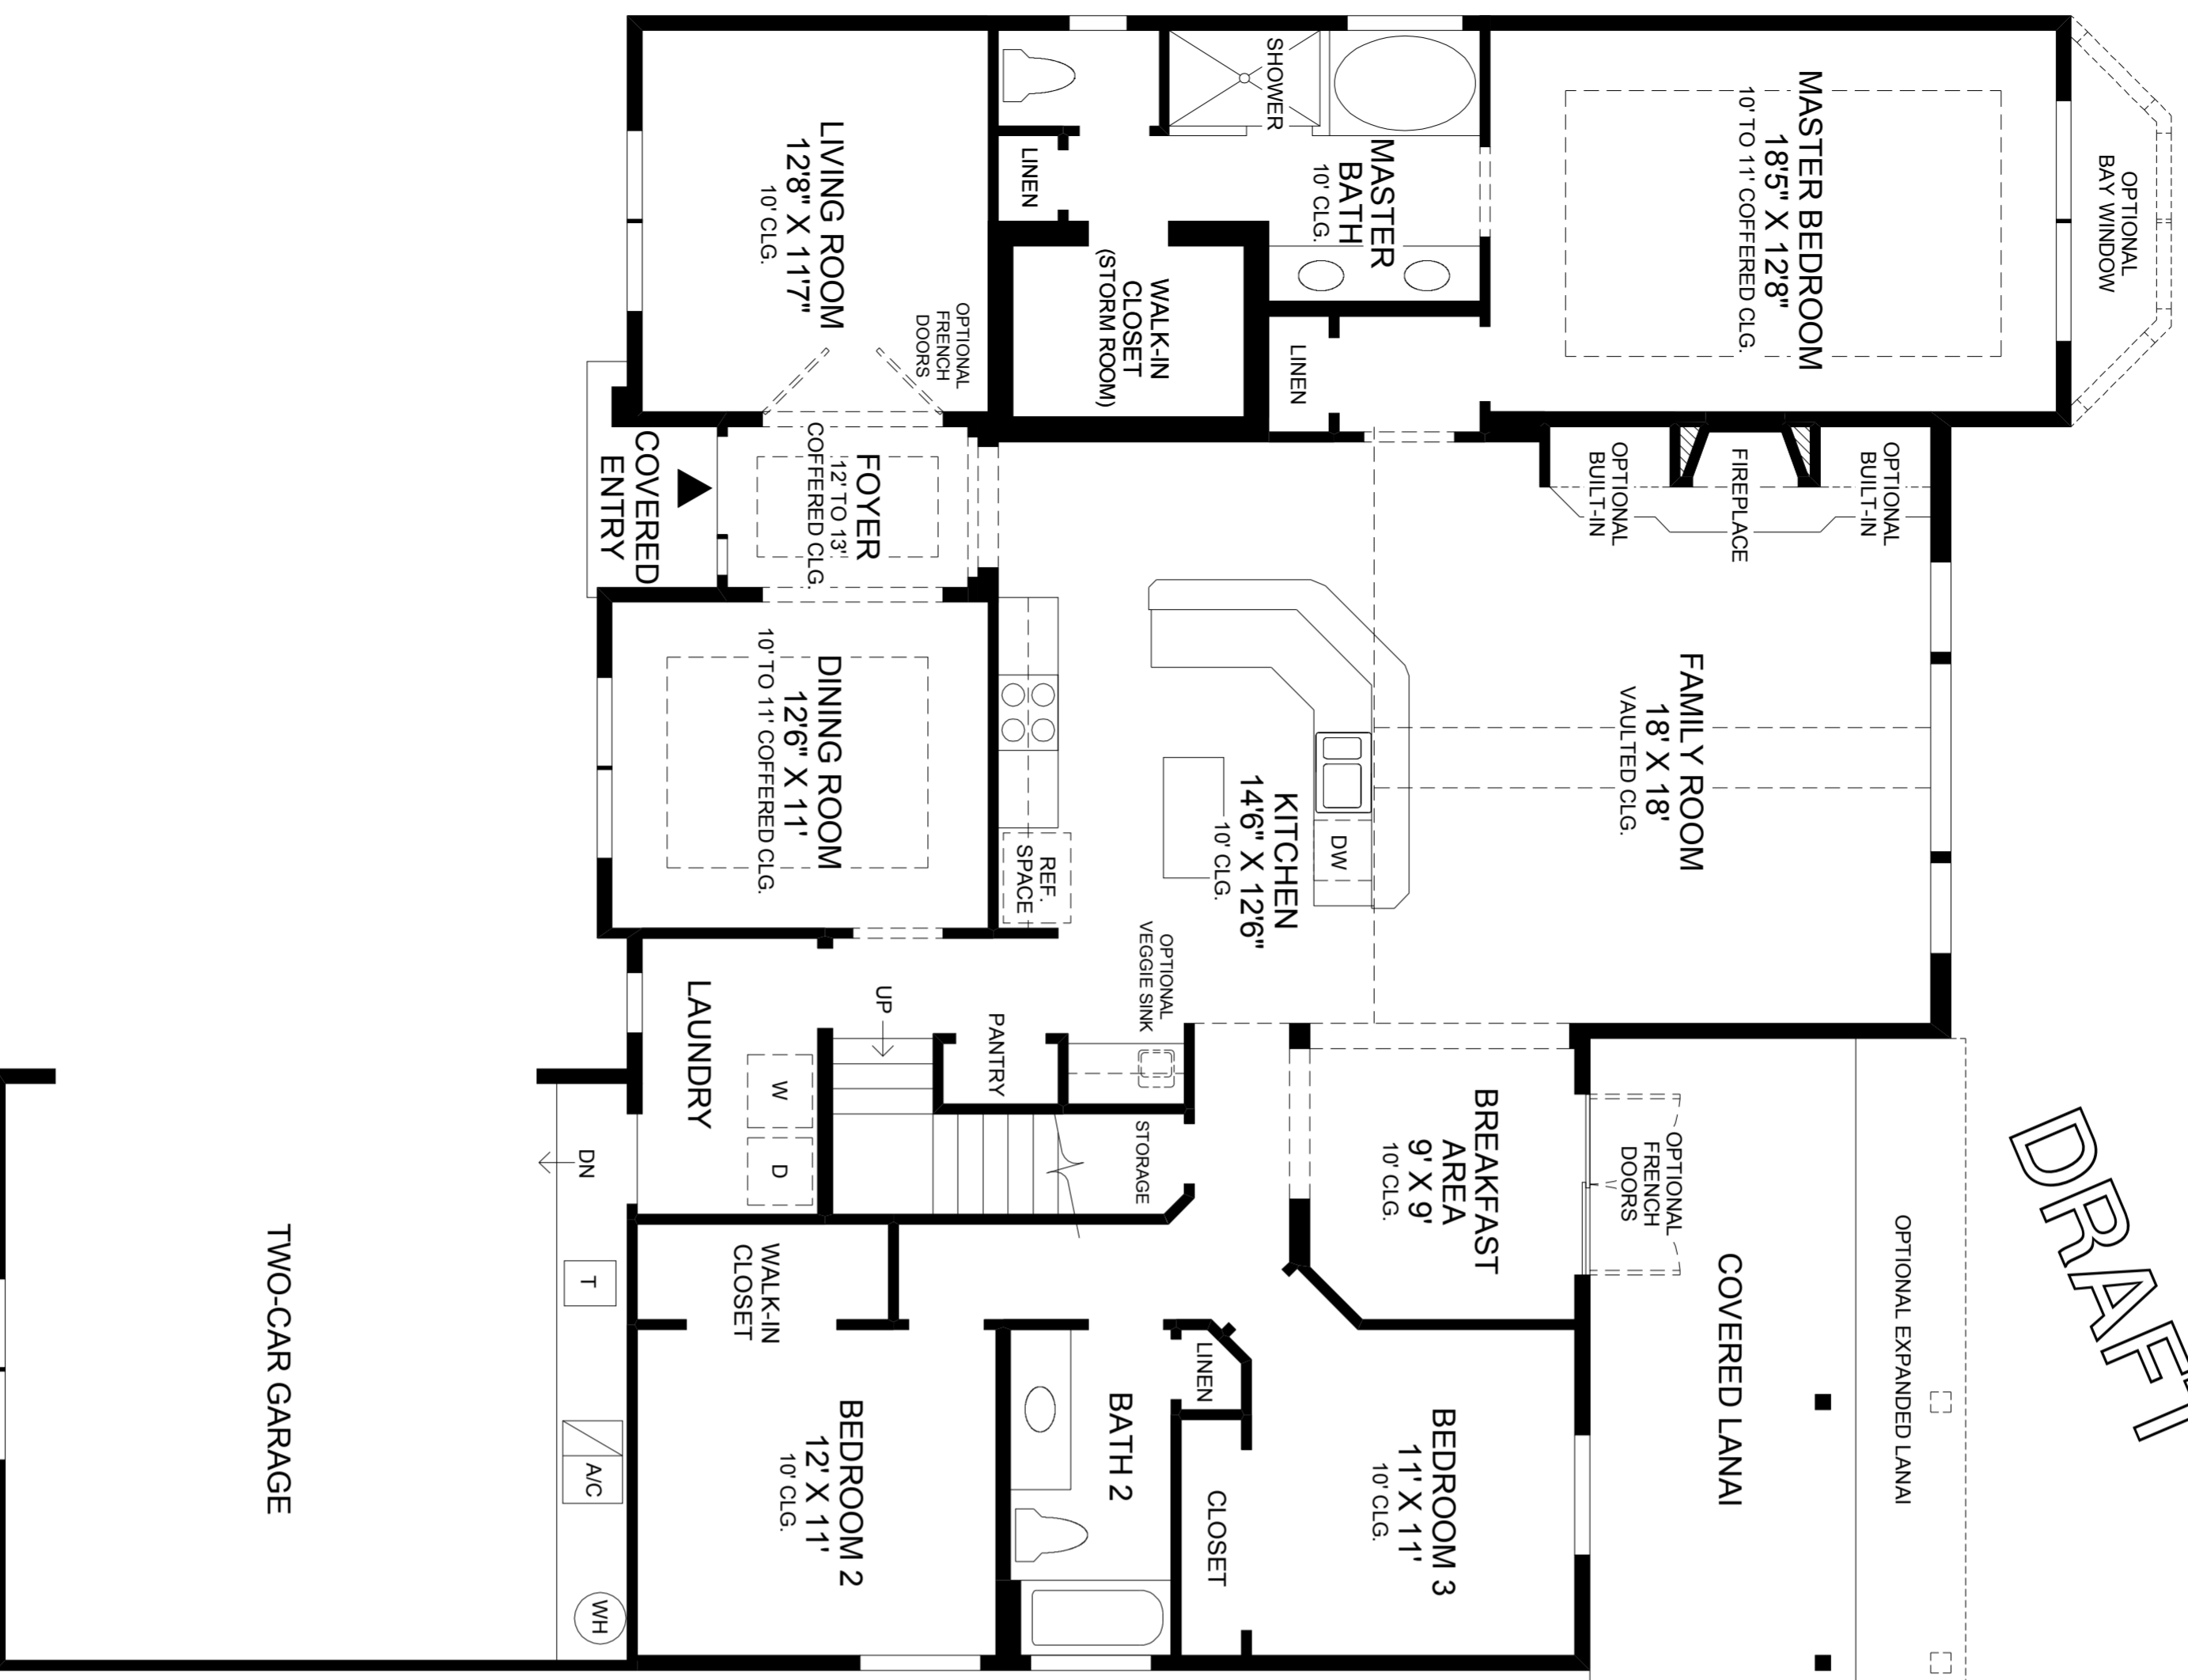 OPTIONAL
BAY WINDOW
MASTER BEDROOM
18'5" X 12'8"
10' TO 11' COFFERED CLG.
MASTER
BATH
10' CLG.
SHOWER
LINEN
WALK-IN
CLOSET
(STORM ROOM)
LINEN
LIVING ROOM
12'8" X 11'7"
10' CLG.
OPTIONAL
FRENCH
DOORS
OPTIONAL
BUILT-IN
FIREPLACE
OPTIONAL
BUILT-IN
FOYER
12' TO 13'
COFFERED CLG.
COVERED
ENTRY
FAMILY ROOM
18' X 18'
VAULTED CLG.
KITCHEN
14'6" X 12'6"
10' CLG.
DW
REF.
SPACE
DINING ROOM
12'6" X 11'
10' TO 11' COFFERED CLG.
OPTIONAL
VEGGIE SINK
PANTRY
UP
LAUNDRY
W
D
STORAGE
BREAKFAST
AREA
9' X 9'
10' CLG.
OPTIONAL
FRENCH
DOORS
COVERED LANAI
OPTIONAL EXPANDED LANAI
DRAFT
DN
T
A/C
WH
TWO-CAR GARAGE
WALK-IN
CLOSET
BEDROOM 2
12' X 11'
10' CLG.
BATH 2
LINEN
CLOSET
BEDROOM 3
11' X 11'
10' CLG.